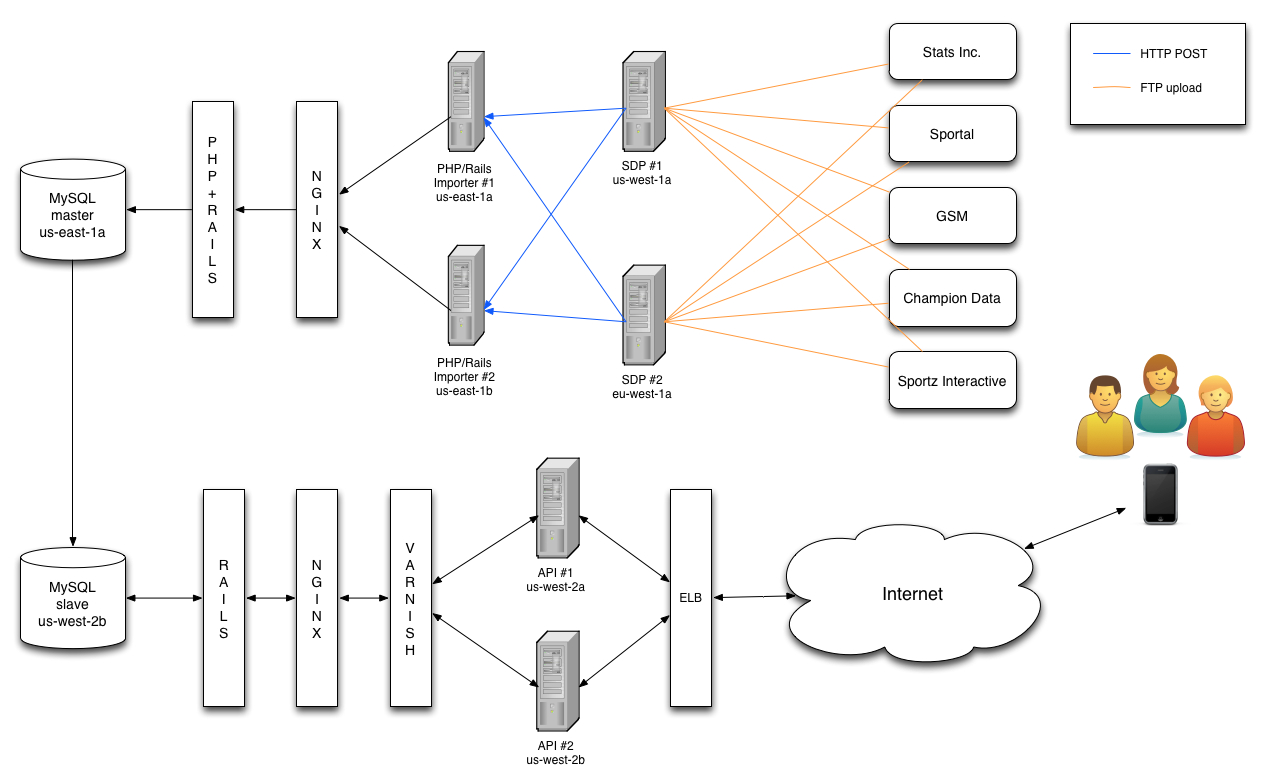 Stats Inc.
Sportal
GSM
Champion Data
Sportz Interactive
HTTP POST
FTP upload
SDP #1
us-west-1a
SDP #2
eu-west-1a
PHP/Rails
Importer #1
us-east-1a
PHP/Rails
Importer #2
us-east-1b
NGINX
PHP+RAILS
MySQL
master
us-east-1a
MySQL
slave
us-west-2b
RAILS
NGINX
VARNISH
API #1
us-west-2a
API #2
us-west-2b
ELB
Internet